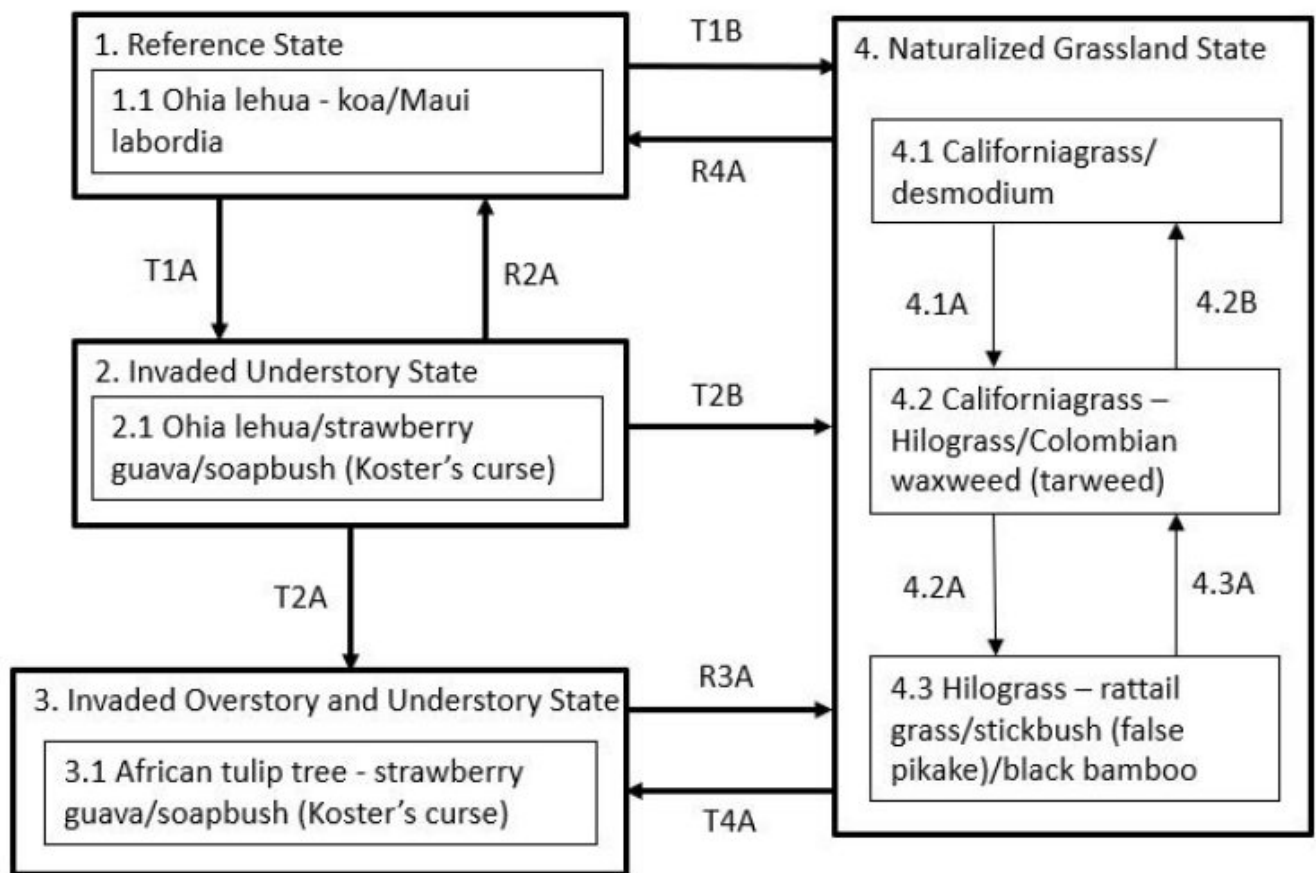 1. Reference State
1.1 Ohia lehua - koa/Maui
labordia
T1B
R4A
T1A
R2A
2. Invaded Understory State
2.1 Ohia lehua/strawberry
guava/soapbush (Koster’s curse)
T2B
T2A
3. Invaded Overstory and Understory State
3.1 African tulip tree - strawberry
guava/soapbush (Koster’s curse)
R3A
T4A
4. Naturalized Grassland State
4.1 Californiagrass/
desmodium
4.1A
4.2B
4.2 Californiagrass –
Hilograss/Colombian
waxweed (tarweed)
4.2A
4.3A
4.3 Hilograss – rattail
grass/stickbush (false
pikake)/black bamboo